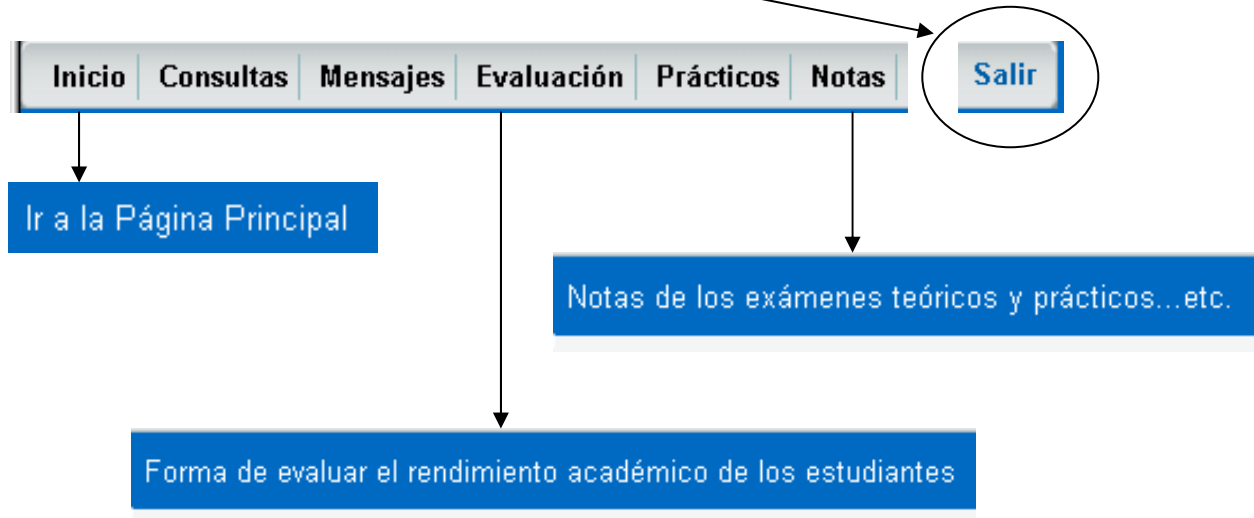 Inicio Consultas Mensajes Evaluación Prácticos Notas Salir
Ir a la Página Principal
Notas de los exámenes teóricos y prácticos...etc.
Forma de evaluar el rendimiento académico de los estudiantes